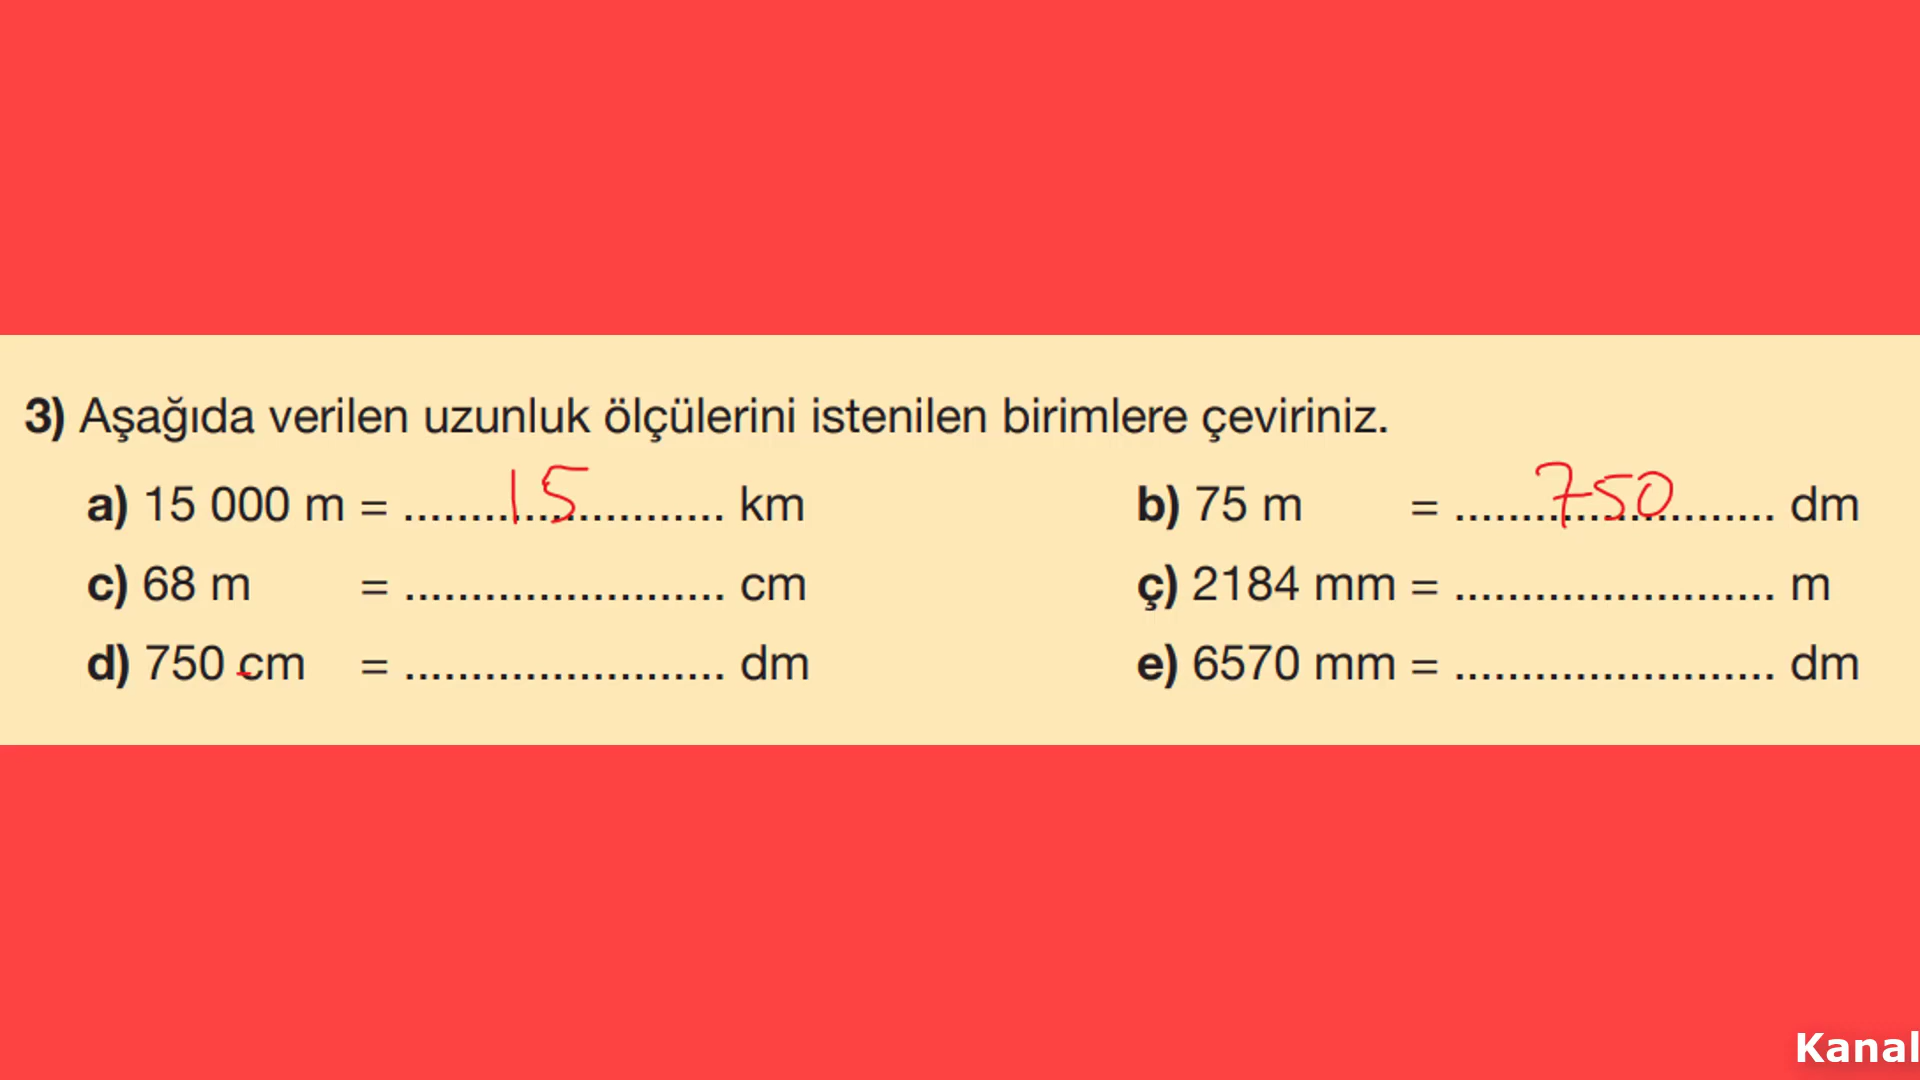 3) Aşağıda verilen uzunluk ölçülerini istenilen birimlere çeviriniz.
a) 15 000 m = ........15........ km b) 75 m = ........750........ dm
c) 68 m = ........................ cm ç) 2184 mm = ........................ m
d) 750 cm = ........................ dm e) 6570 mm = ........................ dm
Kanal